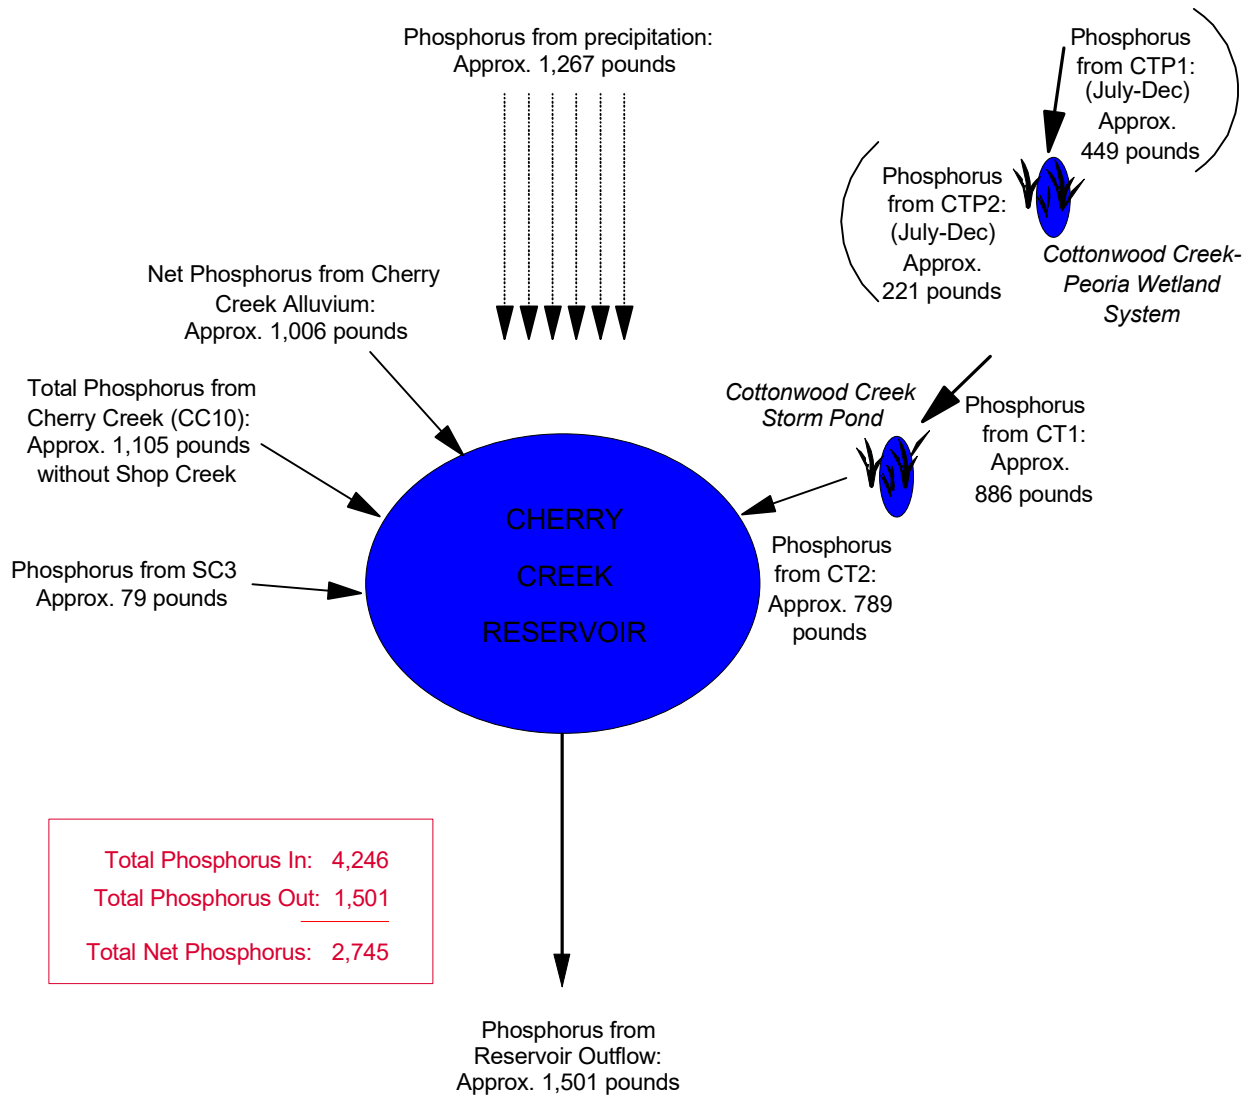 Phosphorus from precipitation:
Approx. 1,267 pounds
Phosphorus
from CTP1:
(July-Dec)
Approx.
449 pounds
Phosphorus
from CTP2:
(July-Dec)
Approx.
221 pounds
Cottonwood Creek-
Peoria Wetland
System
Net Phosphorus from Cherry
Creek Alluvium:
Approx. 1,006 pounds
Total Phosphorus from
Cherry Creek (CC10):
Approx. 1,105 pounds
without Shop Creek
Cottonwood Creek
Storm Pond
Phosphorus
from CT1:
Approx.
886 pounds
CHERRY
CREEK
RESERVOIR
Phosphorus from SC3
Approx. 79 pounds
Phosphorus
from CT2:
Approx. 789
pounds
Total Phosphorus In: 4,246
Total Phosphorus Out: 1,501
Total Net Phosphorus: 2,745
Phosphorus from
Reservoir Outflow:
Approx. 1,501 pounds